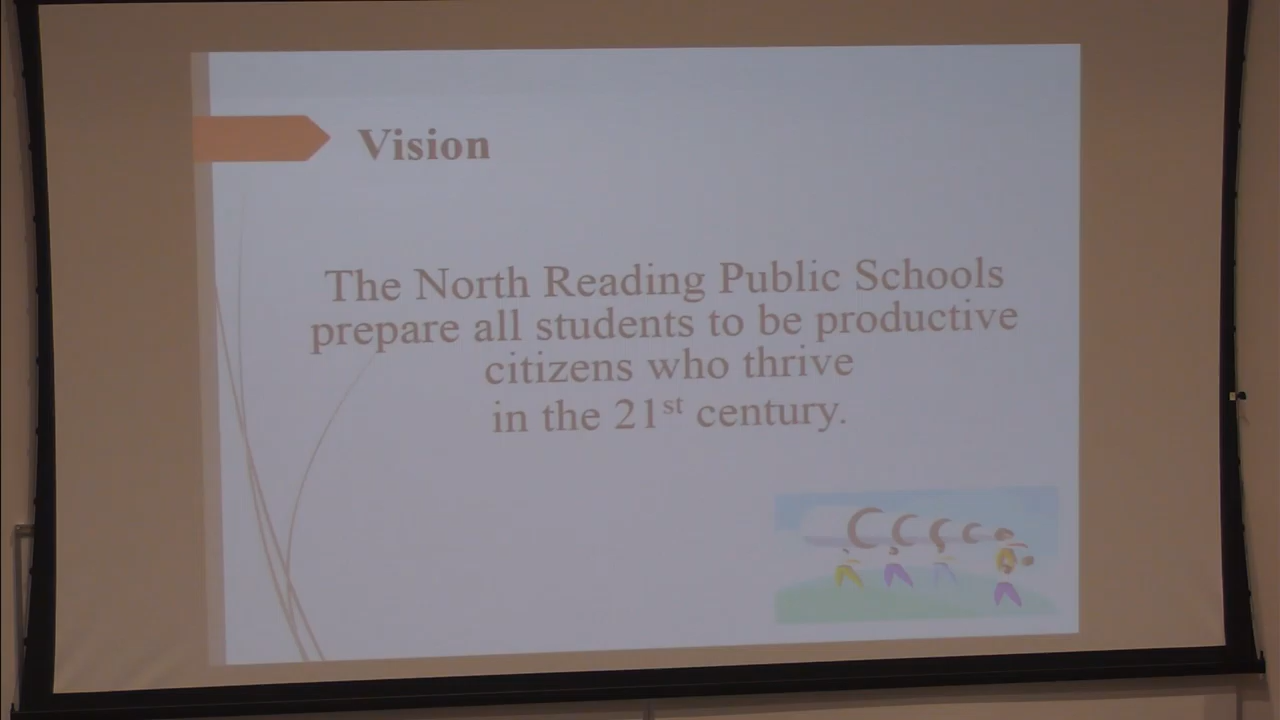 Vision
The North Reading Public Schools
prepare all students to be productive
citizens who thrive
in the 21st century.